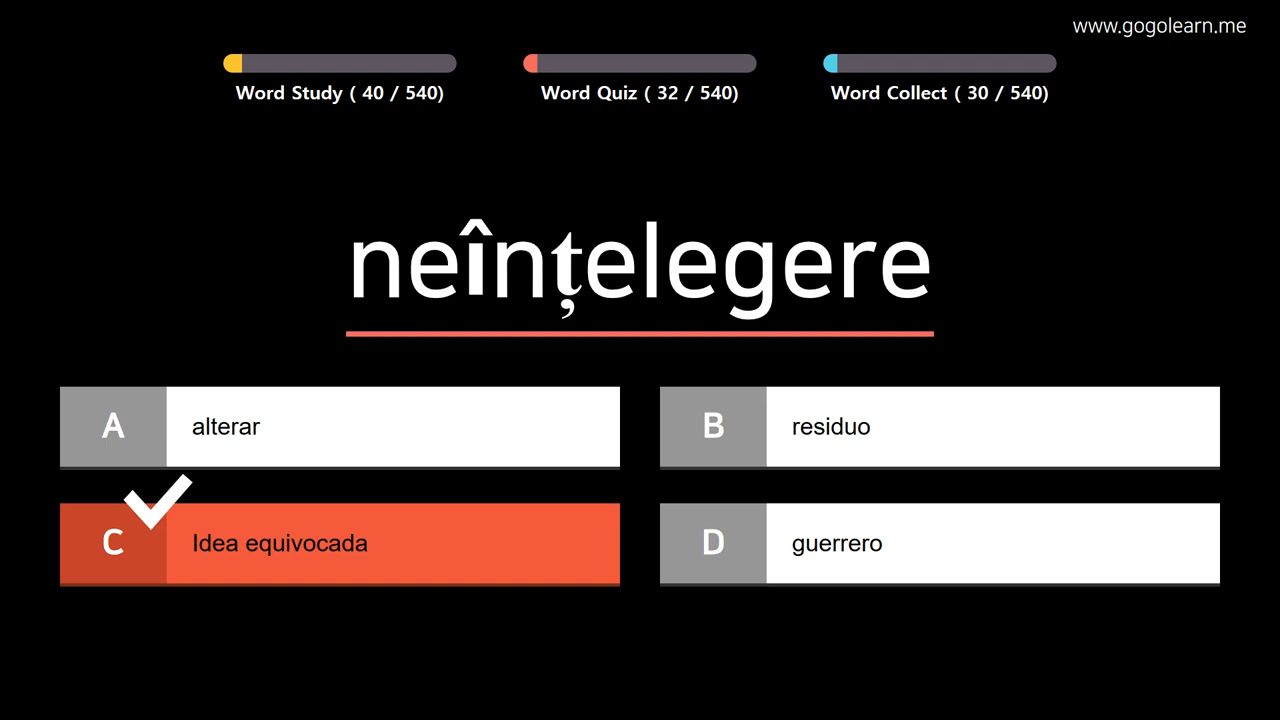 www.gogolearn.me
Word Study ( 40 / 540)
Word Quiz ( 32 / 540)
Word Collect ( 30 / 540)
neînțelegere
A alterar
B residuo
C Idea equivocada
D guerrero